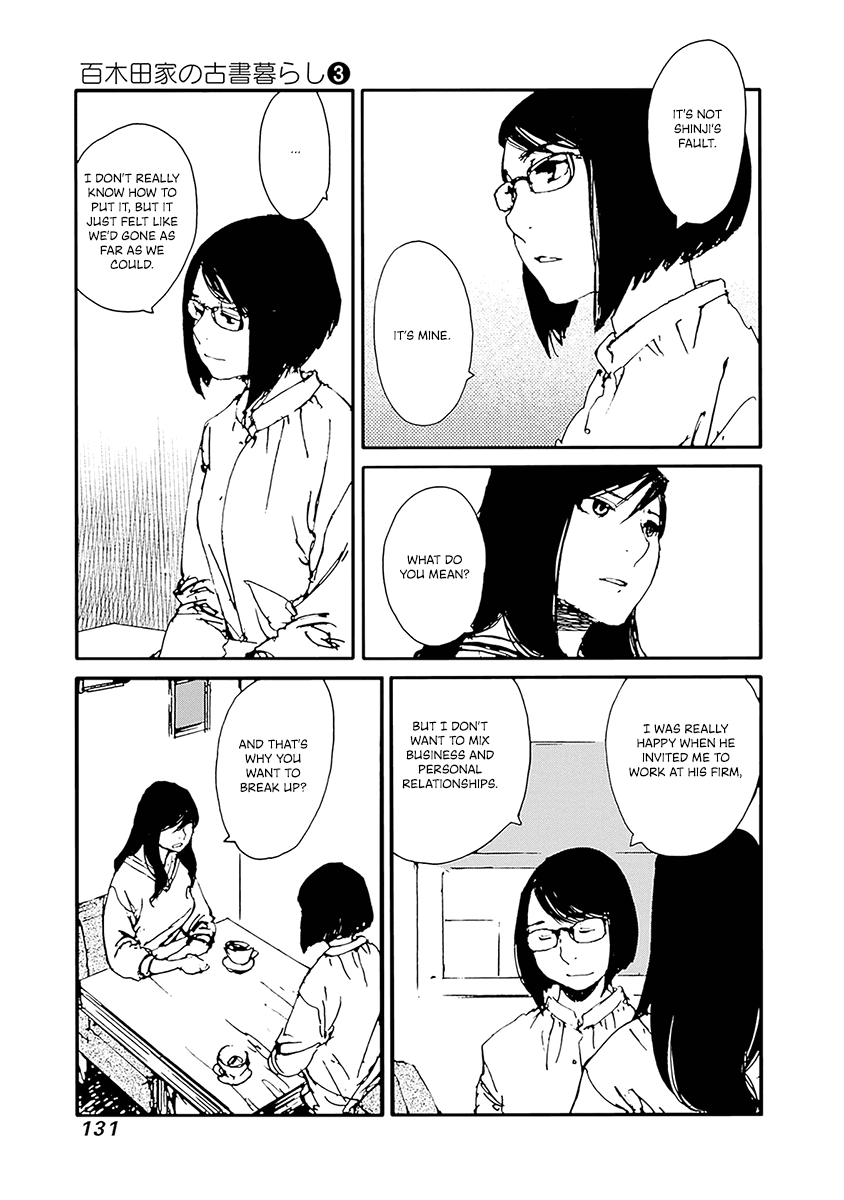 百木田家の古書暮らし❸
IT'S NOT
SHINJI'S
FAULT.
IT'S MINE.
...
I DON'T REALLY
KNOW HOW TO
PUT IT, BUT IT
JUST FELT LIKE
WE'D GONE AS
FAR AS WE
COULD.
WHAT DO
YOU MEAN?
I WAS REALLY
HAPPY WHEN HE
INVITED ME TO
WORK AT HIS FIRM,
BUT I DON'T
WANT TO MIX
BUSINESS AND
PERSONAL
RELATIONSHIPS.
AND THAT'S
WHY YOU
WANT TO
BREAK UP?
131